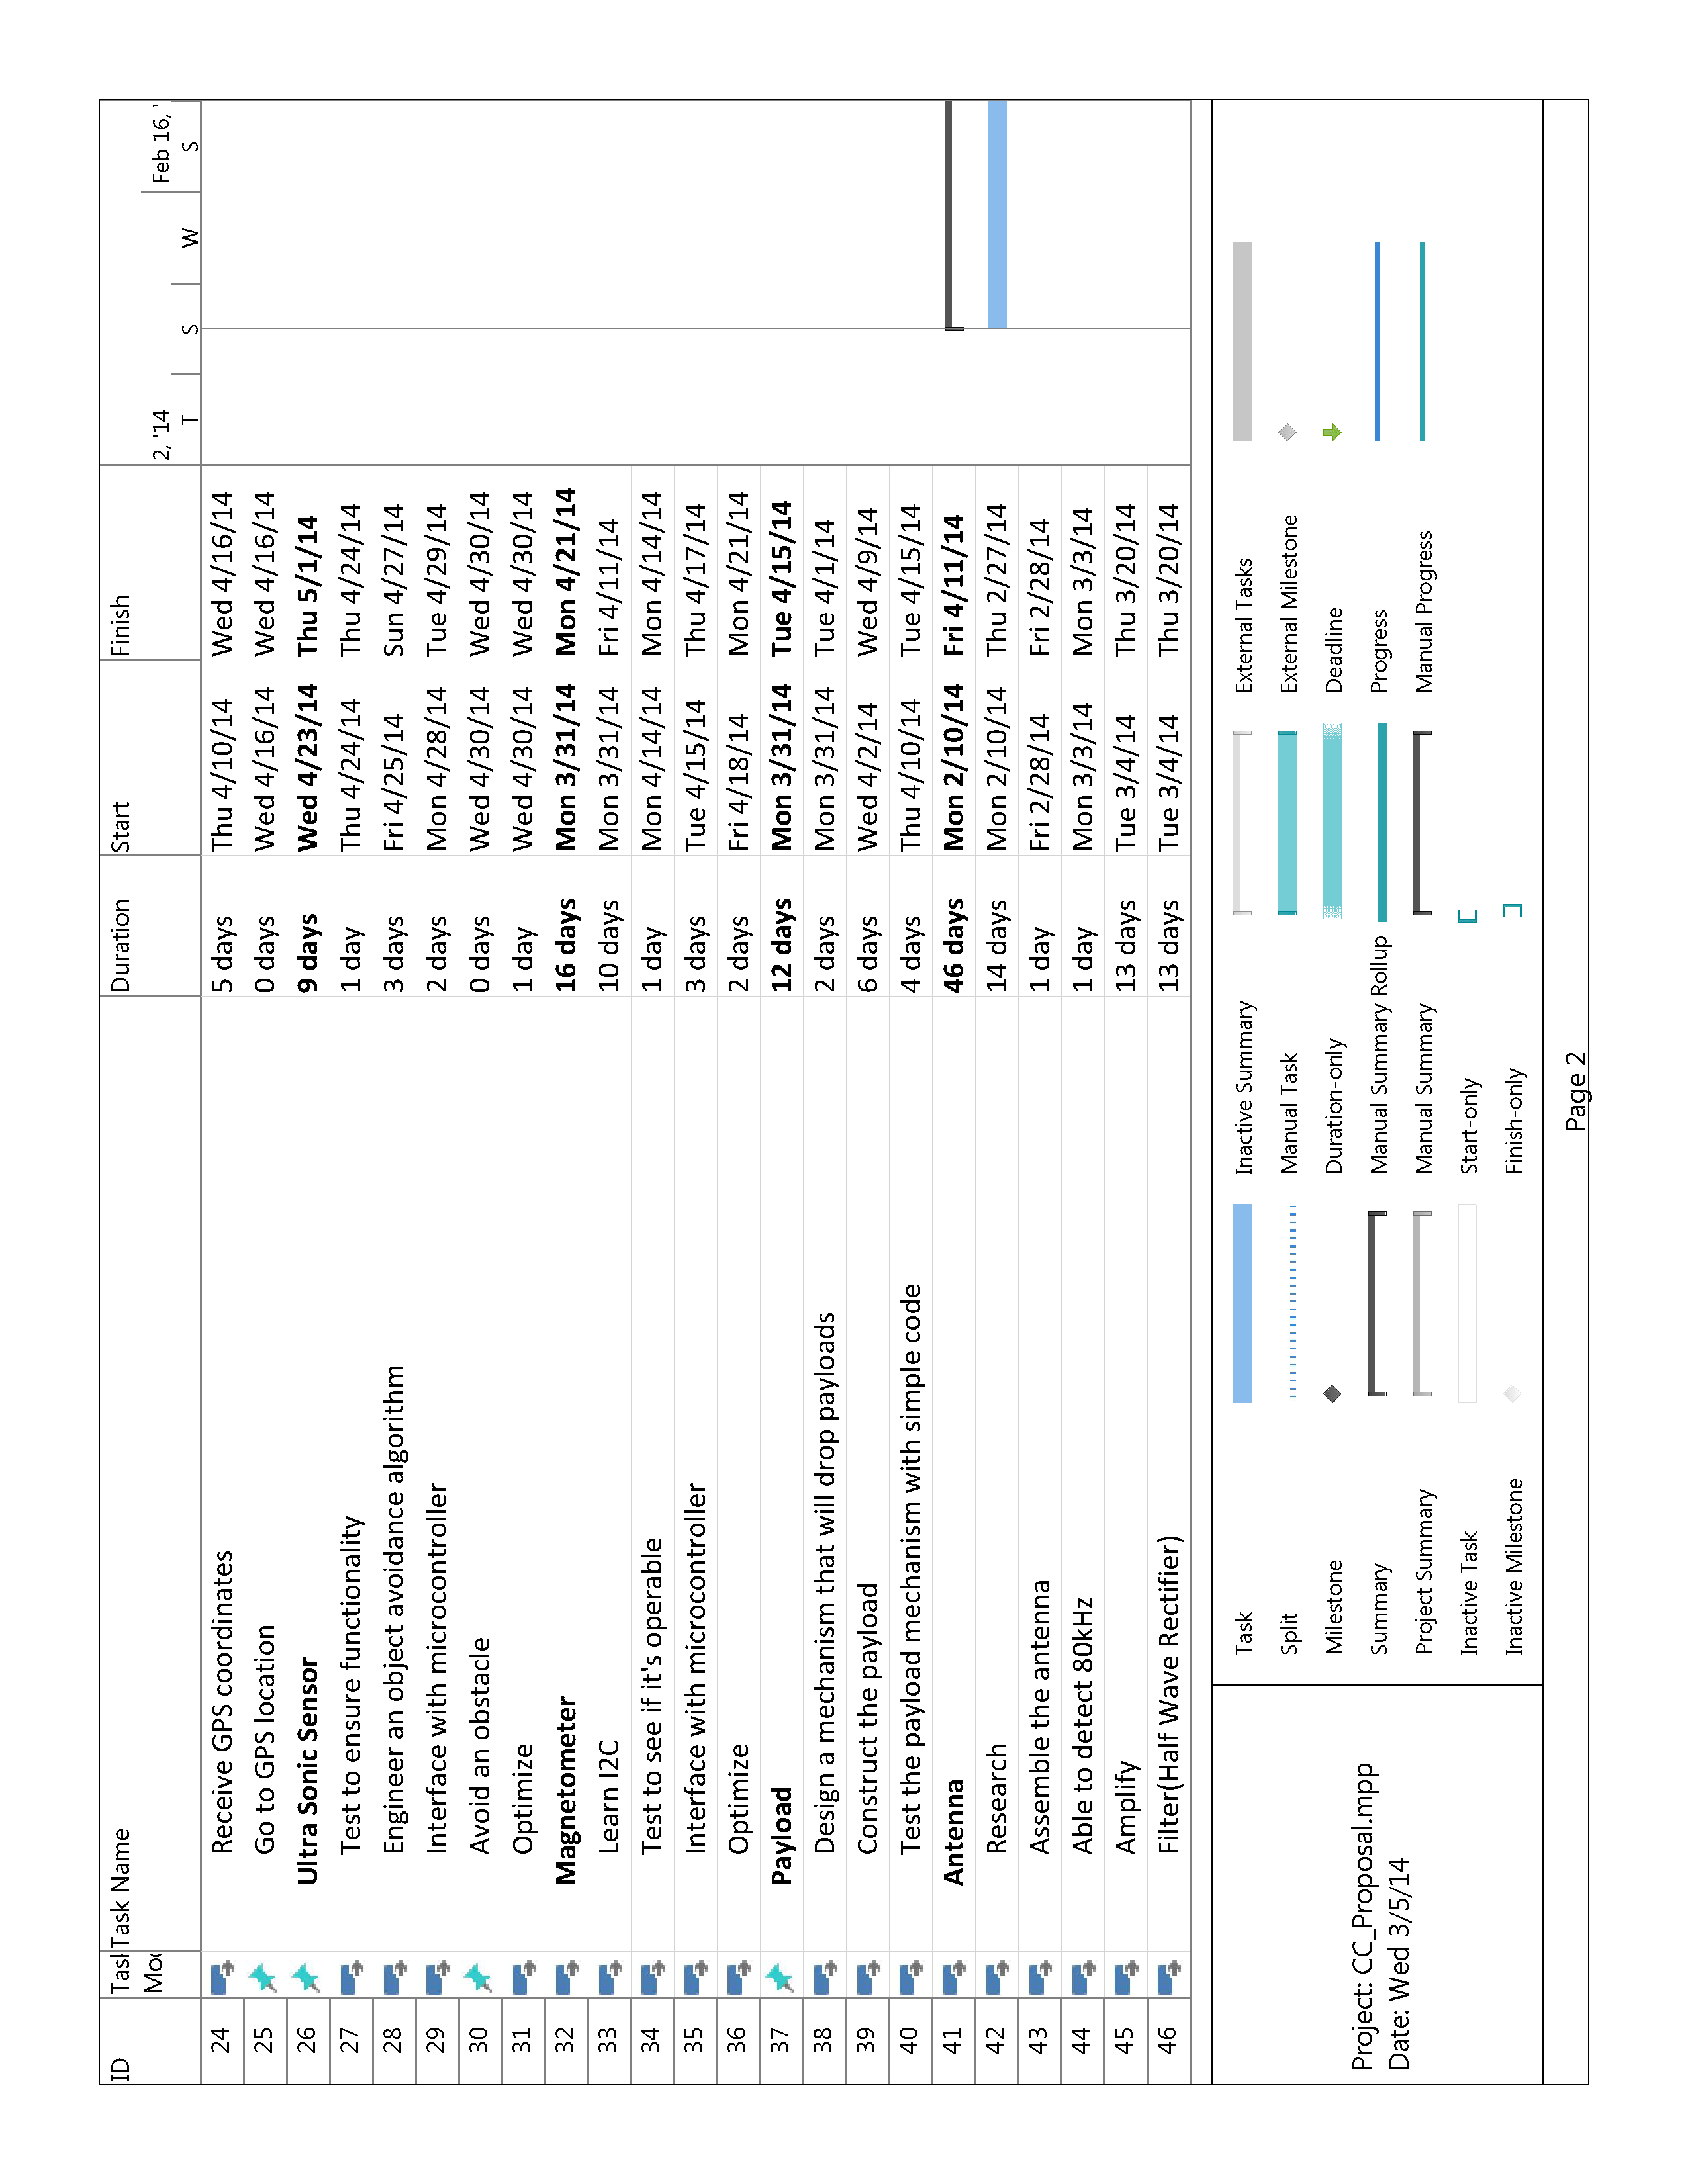 ID Task Mod Task Name Duration Start Finish 2, '14 Feb 16, '
T S W S
24 Receive GPS coordinates 5 days Thu 4/10/14 Wed 4/16/14
25 Go to GPS location 0 days Wed 4/16/14 Wed 4/16/14
26 Ultra Sonic Sensor 9 days Wed 4/23/14 Thu 5/1/14
27 Test to ensure functionality 1 day Thu 4/24/14 Thu 4/24/14
28 Engineer an object avoidance algorithm 3 days Fri 4/25/14 Sun 4/27/14
29 Interface with microcontroller 2 days Mon 4/28/14 Tue 4/29/14
30 Avoid an obstacle 0 days Wed 4/30/14 Wed 4/30/14
31 Optimize 1 day Wed 4/30/14 Wed 4/30/14
32 Magnetometer 16 days Mon 3/31/14 Mon 4/21/14
33 Learn I2C 10 days Mon 3/31/14 Fri 4/11/14
34 Test to see if it's operable 1 day Mon 4/14/14 Mon 4/14/14
35 Interface with microcontroller 3 days Tue 4/15/14 Thu 4/17/14
36 Optimize 2 days Fri 4/18/14 Mon 4/21/14
37 Payload 12 days Mon 3/31/14 Tue 4/15/14
38 Design a mechanism that will drop payloads 2 days Mon 3/31/14 Tue 4/1/14
39 Construct the payload 6 days Wed 4/2/14 Wed 4/9/14
40 Test the payload mechanism with simple code 4 days Thu 4/10/14 Tue 4/15/14
41 Antenna 46 days Mon 2/10/14 Fri 4/11/14
42 Research 14 days Mon 2/10/14 Thu 2/27/14
43 Assemble the antenna 1 day Fri 2/28/14 Fri 2/28/14
44 Able to detect 80kHz 1 day Mon 3/3/14 Mon 3/3/14
45 Amplify 13 days Tue 3/4/14 Thu 3/20/14
46 Filter(Half Wave Rectifier) 13 days Tue 3/4/14 Thu 3/20/14
Project: CC_Proposal.mpp
Date: Wed 3/5/14
Task Inactive Summary External Tasks
Split Manual Task External Milestone
Milestone Duration-only Deadline
Summary Manual Summary Rollup Progress
Project Summary Manual Summary Manual Progress
Inactive Task Start-only
Inactive Milestone Finish-only
Page 2